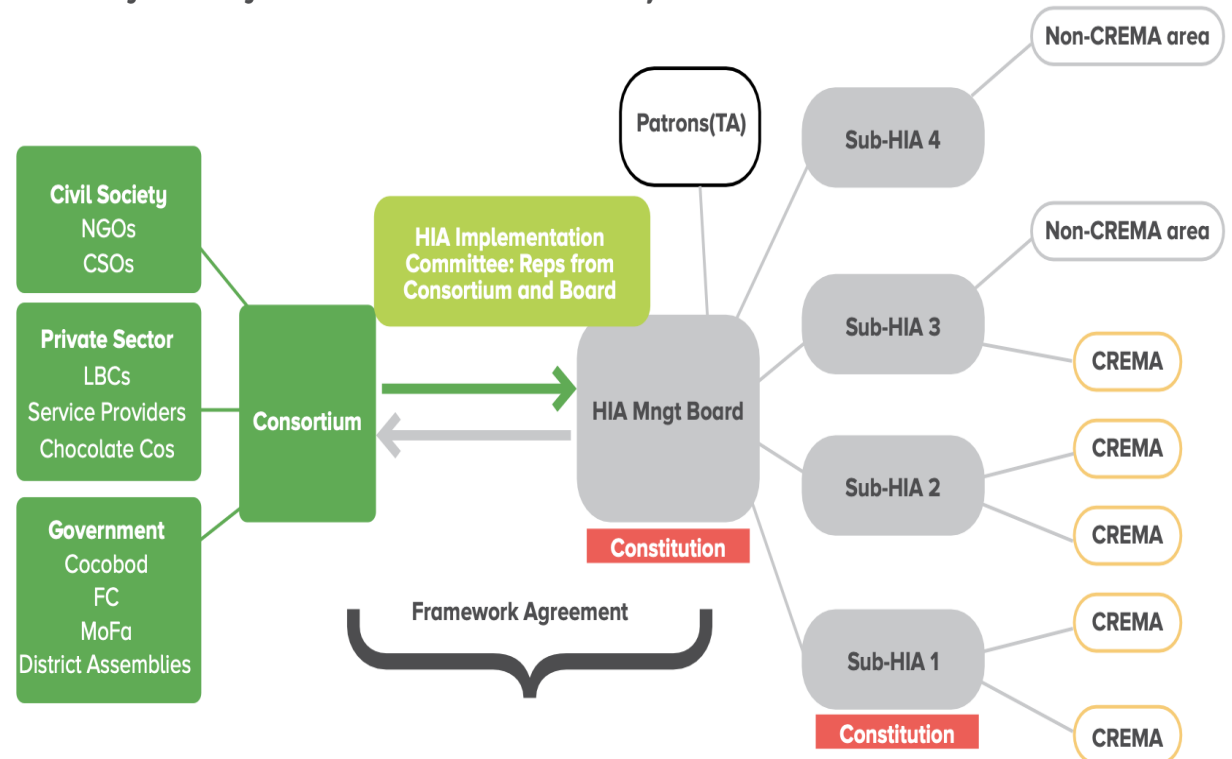 Non-CREMA area
Patrons(TA)
Sub-HIA 4
Civil Society
NGOs
CSOs
HIA Implementation
Committee: Reps from
Consortium and Board
Non-CREMA area
Private Sector
LBCs
Service Providers
Chocolate Cos
Sub-HIA 3
CREMA
Consortium
HIA Mngt Board
CREMA
Sub-HIA 2
CREMA
Government
Cocobod
FC
MoFa
District Assemblies
Constitution
Framework Agreement
CREMA
Sub-HIA 1
Constitution
CREMA